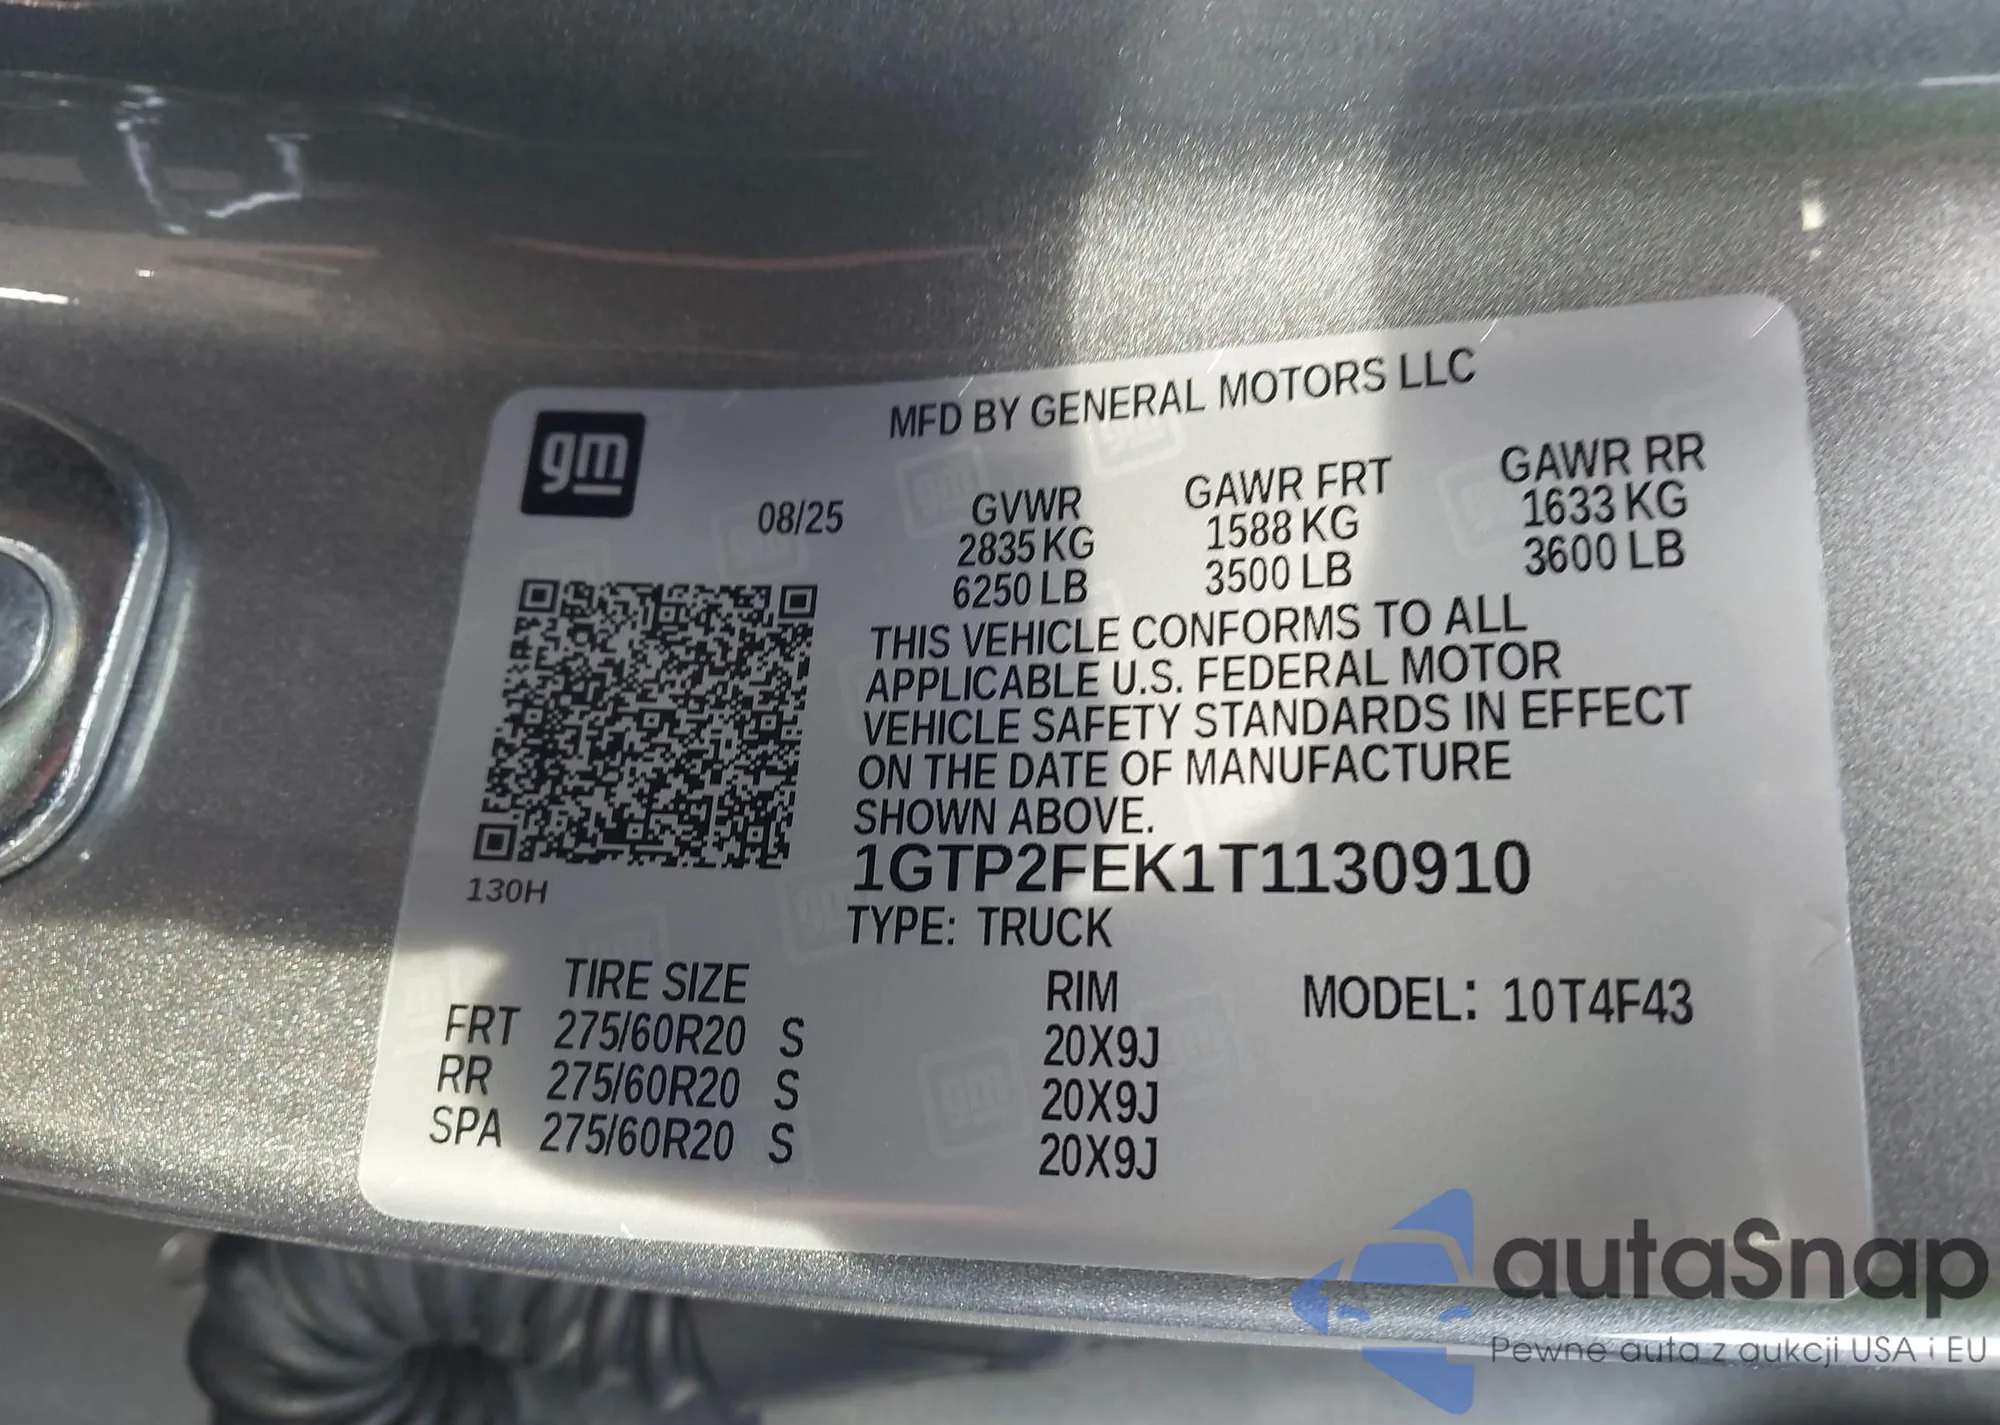 gm
MFD BY GENERAL MOTORS LLC
08/25
GVWR GAWR FRT GAWR RR
2835 KG 1588 KG 1633 KG
6250 LB 3500 LB 3600 LB
THIS VEHICLE CONFORMS TO ALL
APPLICABLE U.S. FEDERAL MOTOR
VEHICLE SAFETY STANDARDS IN EFFECT
ON THE DATE OF MANUFACTURE
SHOWN ABOVE.
130H
1GTP2FEK1T1130910
TYPE: TRUCK
TIRE SIZE RIM MODEL: 10T4F43
FRT 275/60R20 S 20X9J
RR 275/60R20 S 20X9J
SPA 275/60R20 S 20X9J
autaSnap
Pewne auta z aukcji USA i EU